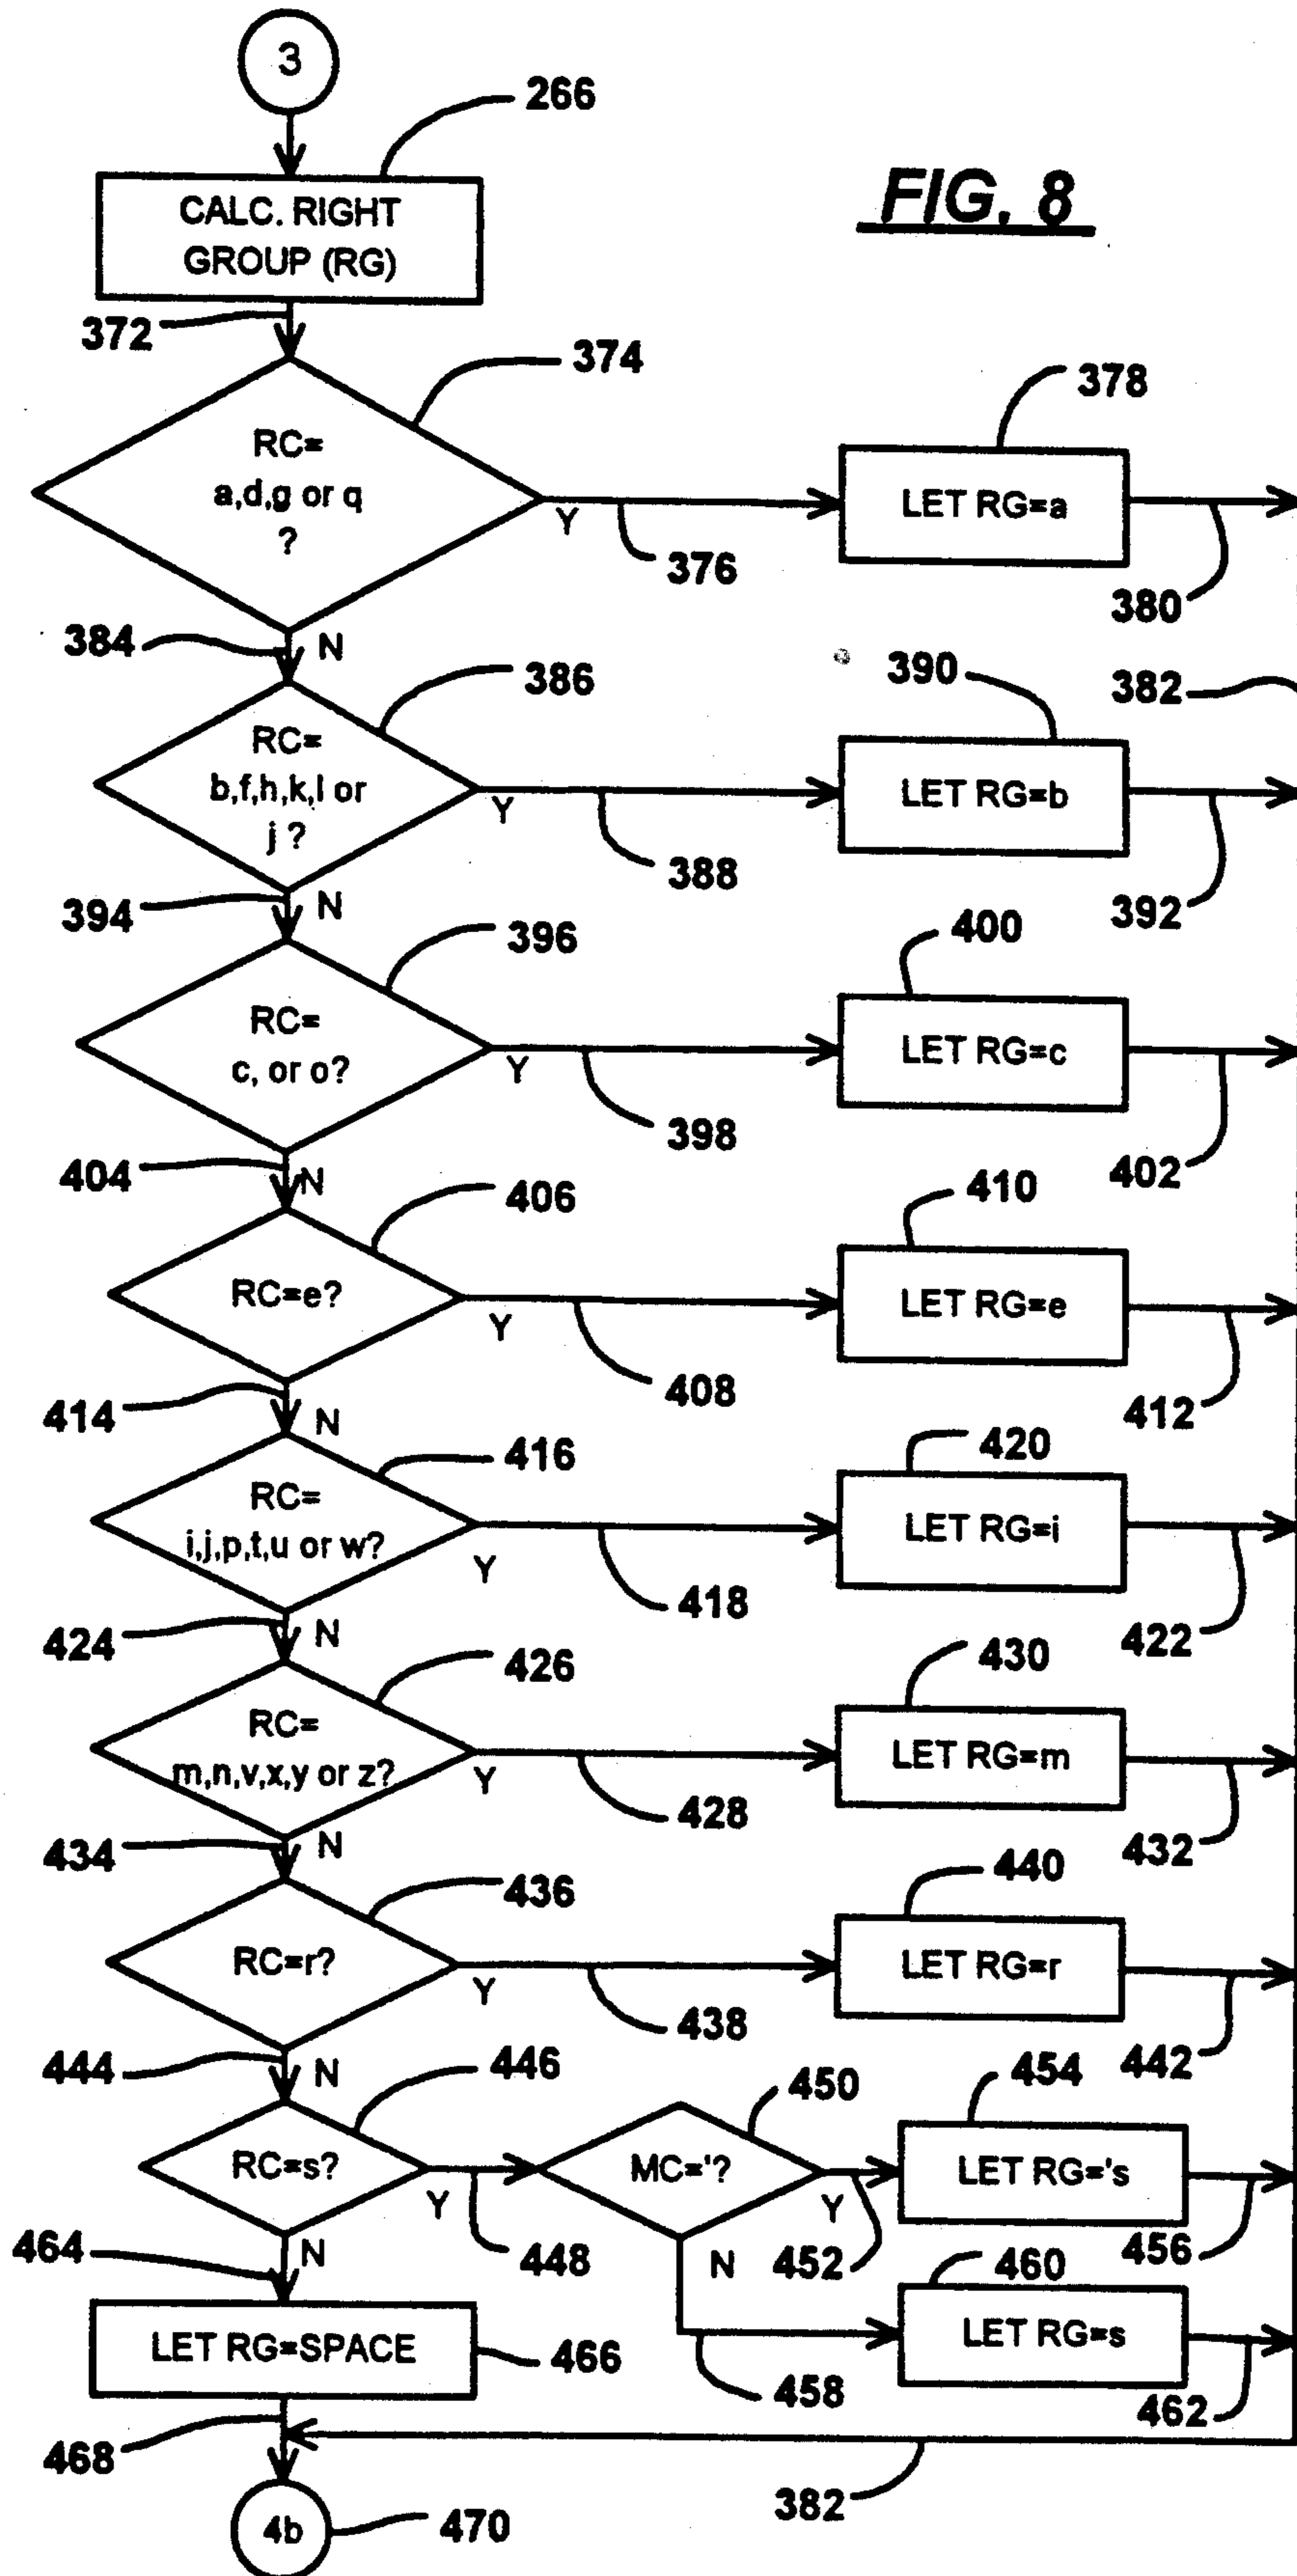 3
266
FIG. 8
CALC. RIGHT
GROUP (RG)
372
374
378
RC=
a,d,g or q
?
Y
376
LET RG=a
380
384
N
386
390
382
RC=
b,f,h,k,l or
j ?
Y
388
LET RG=b
392
394
N
396
400
RC=
c, or o?
Y
398
LET RG=c
402
404
N
406
410
RC=e?
Y
408
LET RG=e
412
414
N
416
420
RC=
i,j,p,t,u or w?
Y
418
LET RG=i
422
424
N
426
430
RC=
m,n,v,x,y or z?
Y
428
LET RG=m
432
434
N
436
440
RC=r?
Y
438
LET RG=r
442
444
N
446
450
454
RC=s?
Y
448
MC='?
Y
452
LET RG='s
456
464
N
N
460
LET RG=SPACE
466
458
LET RG=s
462
468
382
4b
470